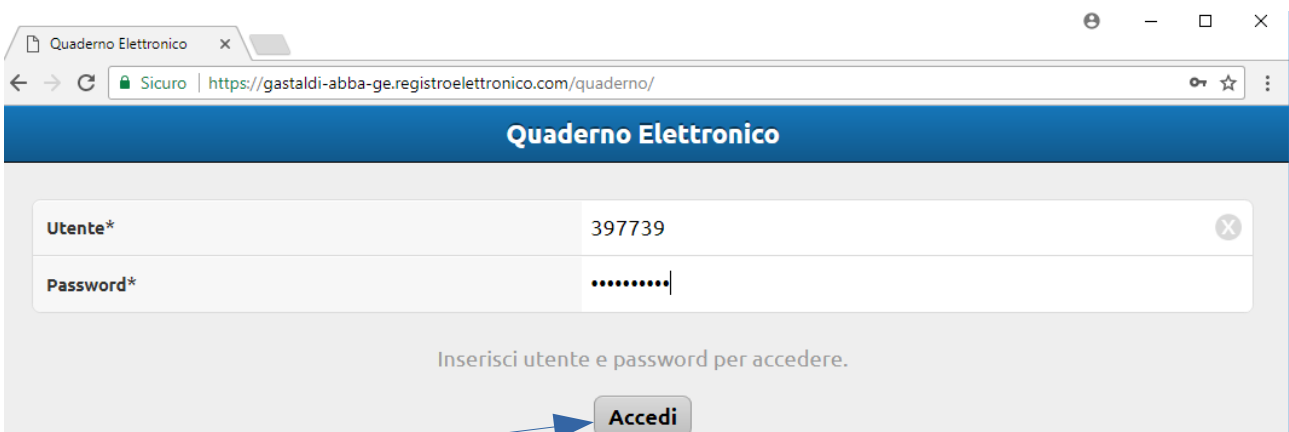 Quaderno Elettronico
Sicuro | https://gastaldi-abba-ge.registroelettronico.com/quaderno/
Quaderno Elettronico
Utente* 397739
Password* ••••••••••
Inserisci utente e password per accedere.
Accedi